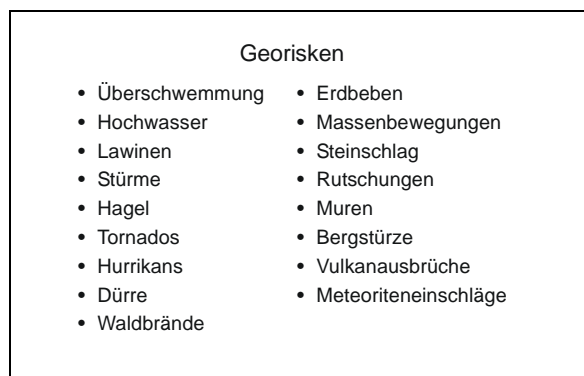 Georisken
• Überschwemmung
• Hochwasser
• Lawinen
• Stürme
• Hagel
• Tornados
• Hurrikans
• Dürre
• Waldbrände
• Erdbeben
• Massenbewegungen
• Steinschlag
• Rutschungen
• Muren
• Bergstürze
• Vulkanausbrüche
• Meteoriteneinschläge